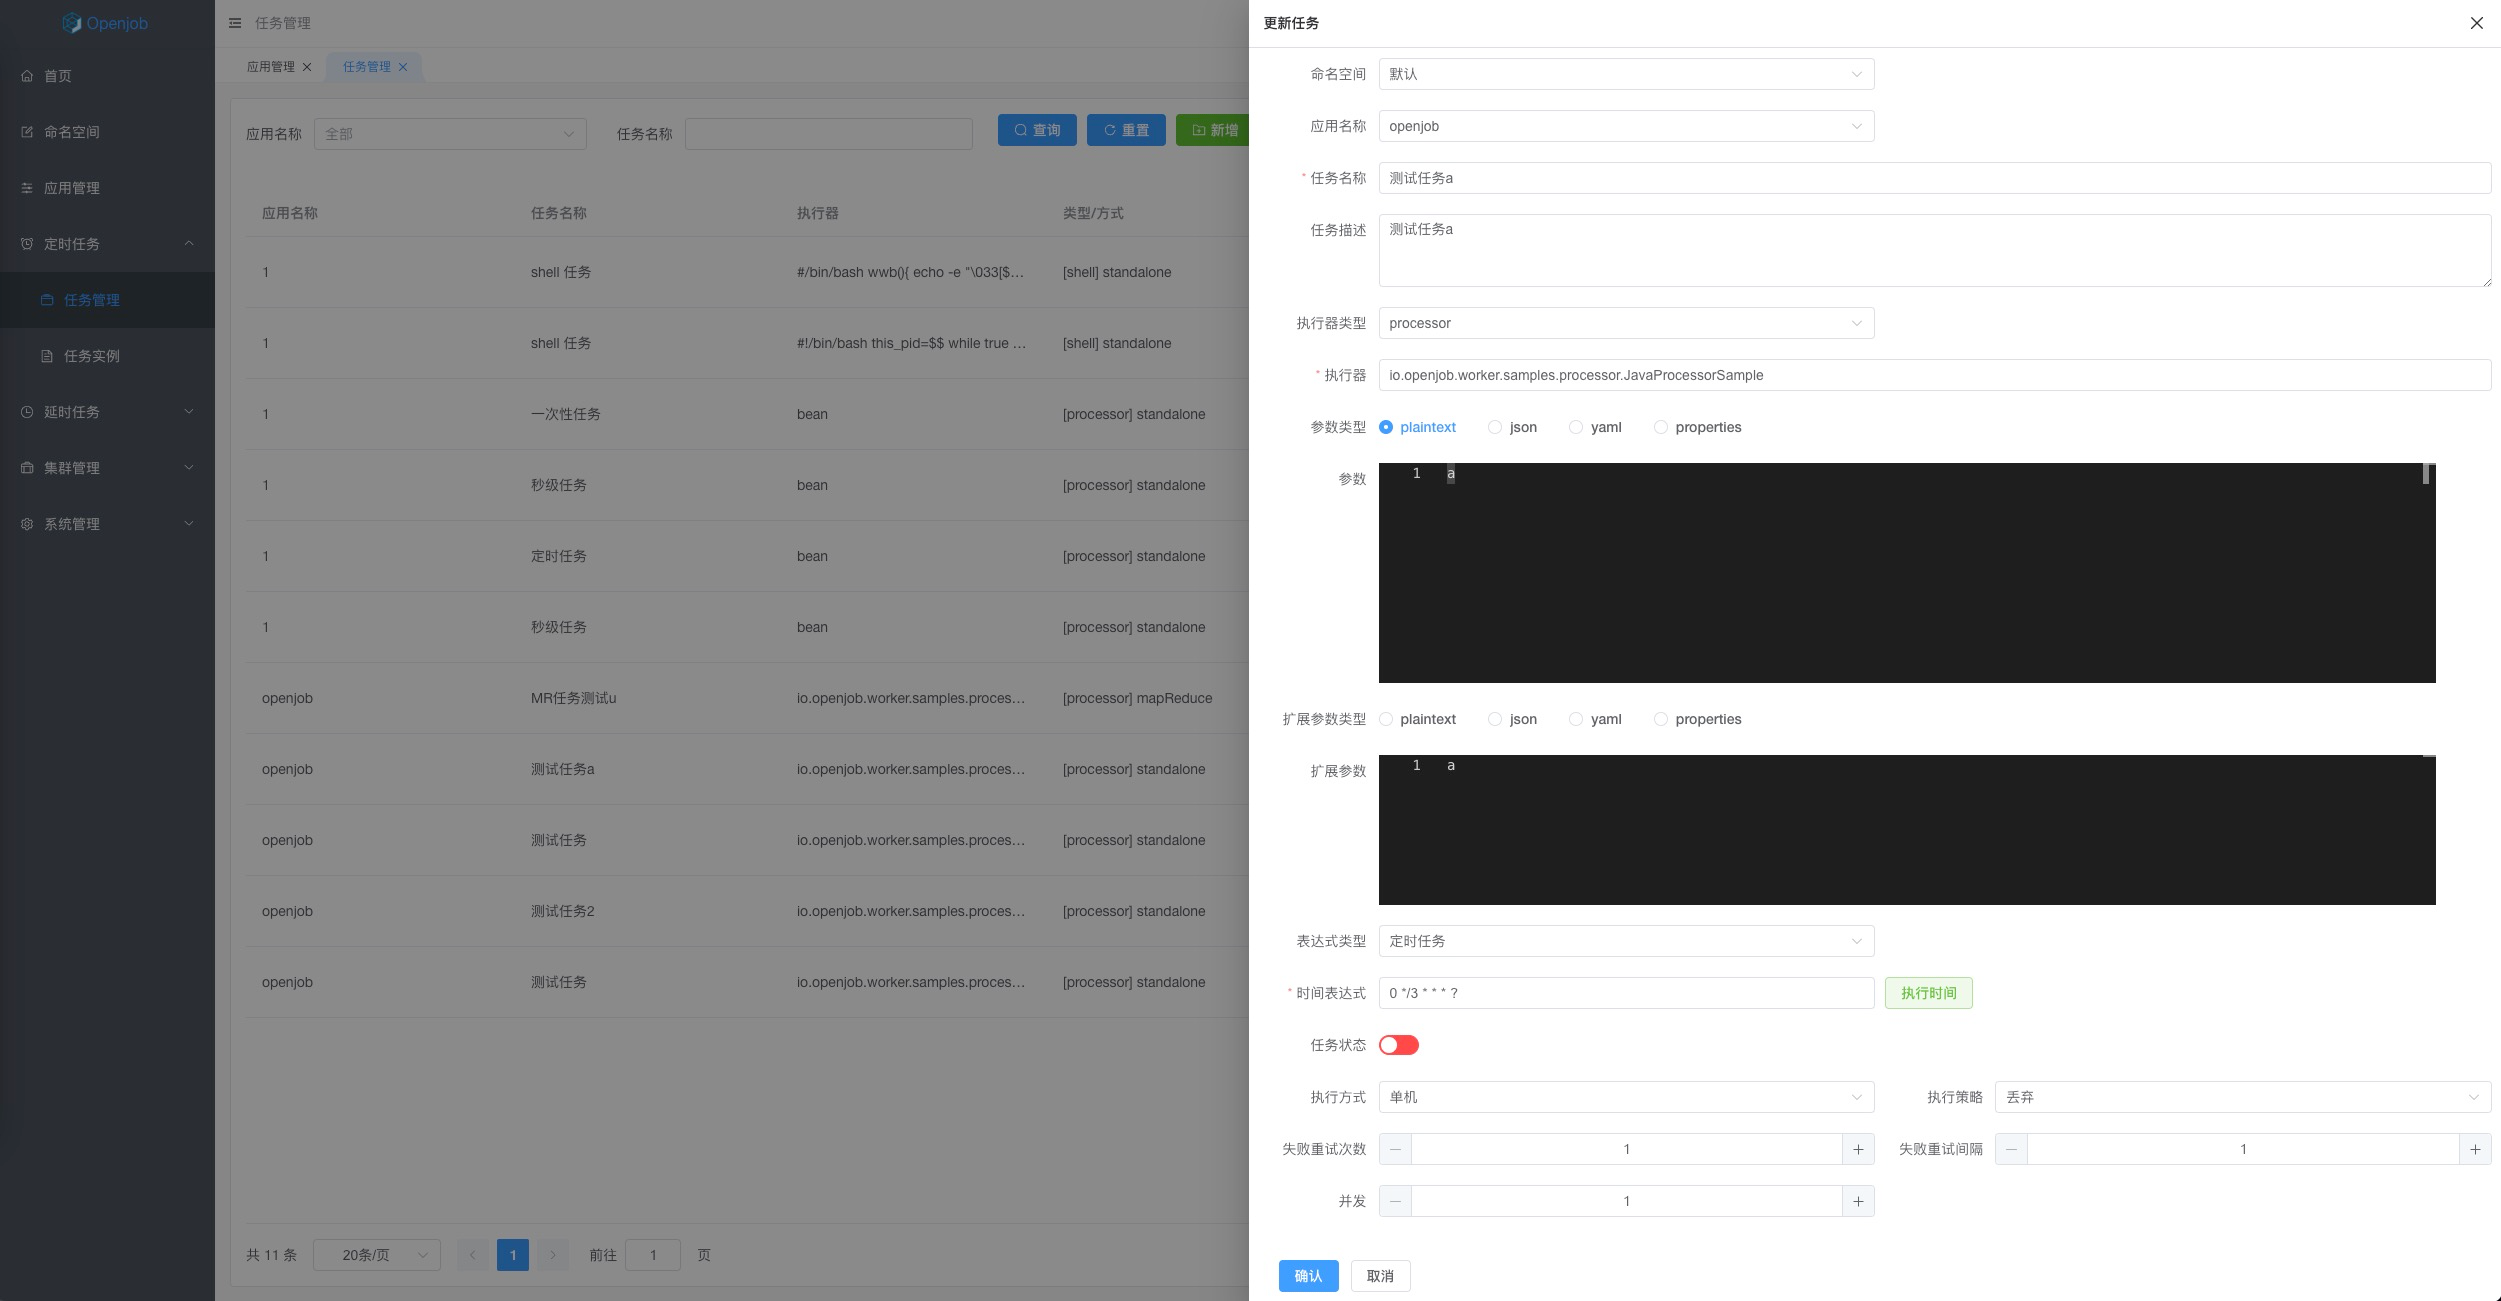 Openjob
首页
命名空间
应用管理
定时任务
任务管理
任务实例
延时任务
集群管理
系统管理
任务管理
应用管理
任务管理
应用名称 全部 任务名称 查询 重置 新增
应用名称 任务名称 执行器 类型/方式
1 shell 任务 #/bin/bash wwb(){ echo -e "\033[$... [shell] standalone
1 shell 任务 #!/bin/bash this_pid=$$ while true ... [shell] standalone
1 一次性任务 bean [processor] standalone
1 秒级任务 bean [processor] standalone
1 定时任务 bean [processor] standalone
1 秒级任务 bean [processor] standalone
openjob MR任务测试u io.openjob.worker.samples.proces... [processor] mapReduce
openjob 测试任务a io.openjob.worker.samples.proces... [processor] standalone
openjob 测试任务 io.openjob.worker.samples.proces... [processor] standalone
openjob 测试任务2 io.openjob.worker.samples.proces... [processor] standalone
openjob 测试任务 io.openjob.worker.samples.proces... [processor] standalone
共 11 条 20条/页 1 前往 1 页
更新任务
命名空间 默认
应用名称 openjob
* 任务名称 测试任务a
任务描述 测试任务a
执行器类型 processor
* 执行器 io.openjob.worker.samples.processor.JavaProcessorSample
参数类型 plaintext json yaml properties
参数 1 a
扩展参数类型 plaintext json yaml properties
扩展参数 1 a
表达式类型 定时任务
* 时间表达式 0 */3 * * * ? 执行时间
任务状态
执行方式 单机 执行策略 丢弃
失败重试次数 1 失败重试间隔 1
并发 1
确认 取消